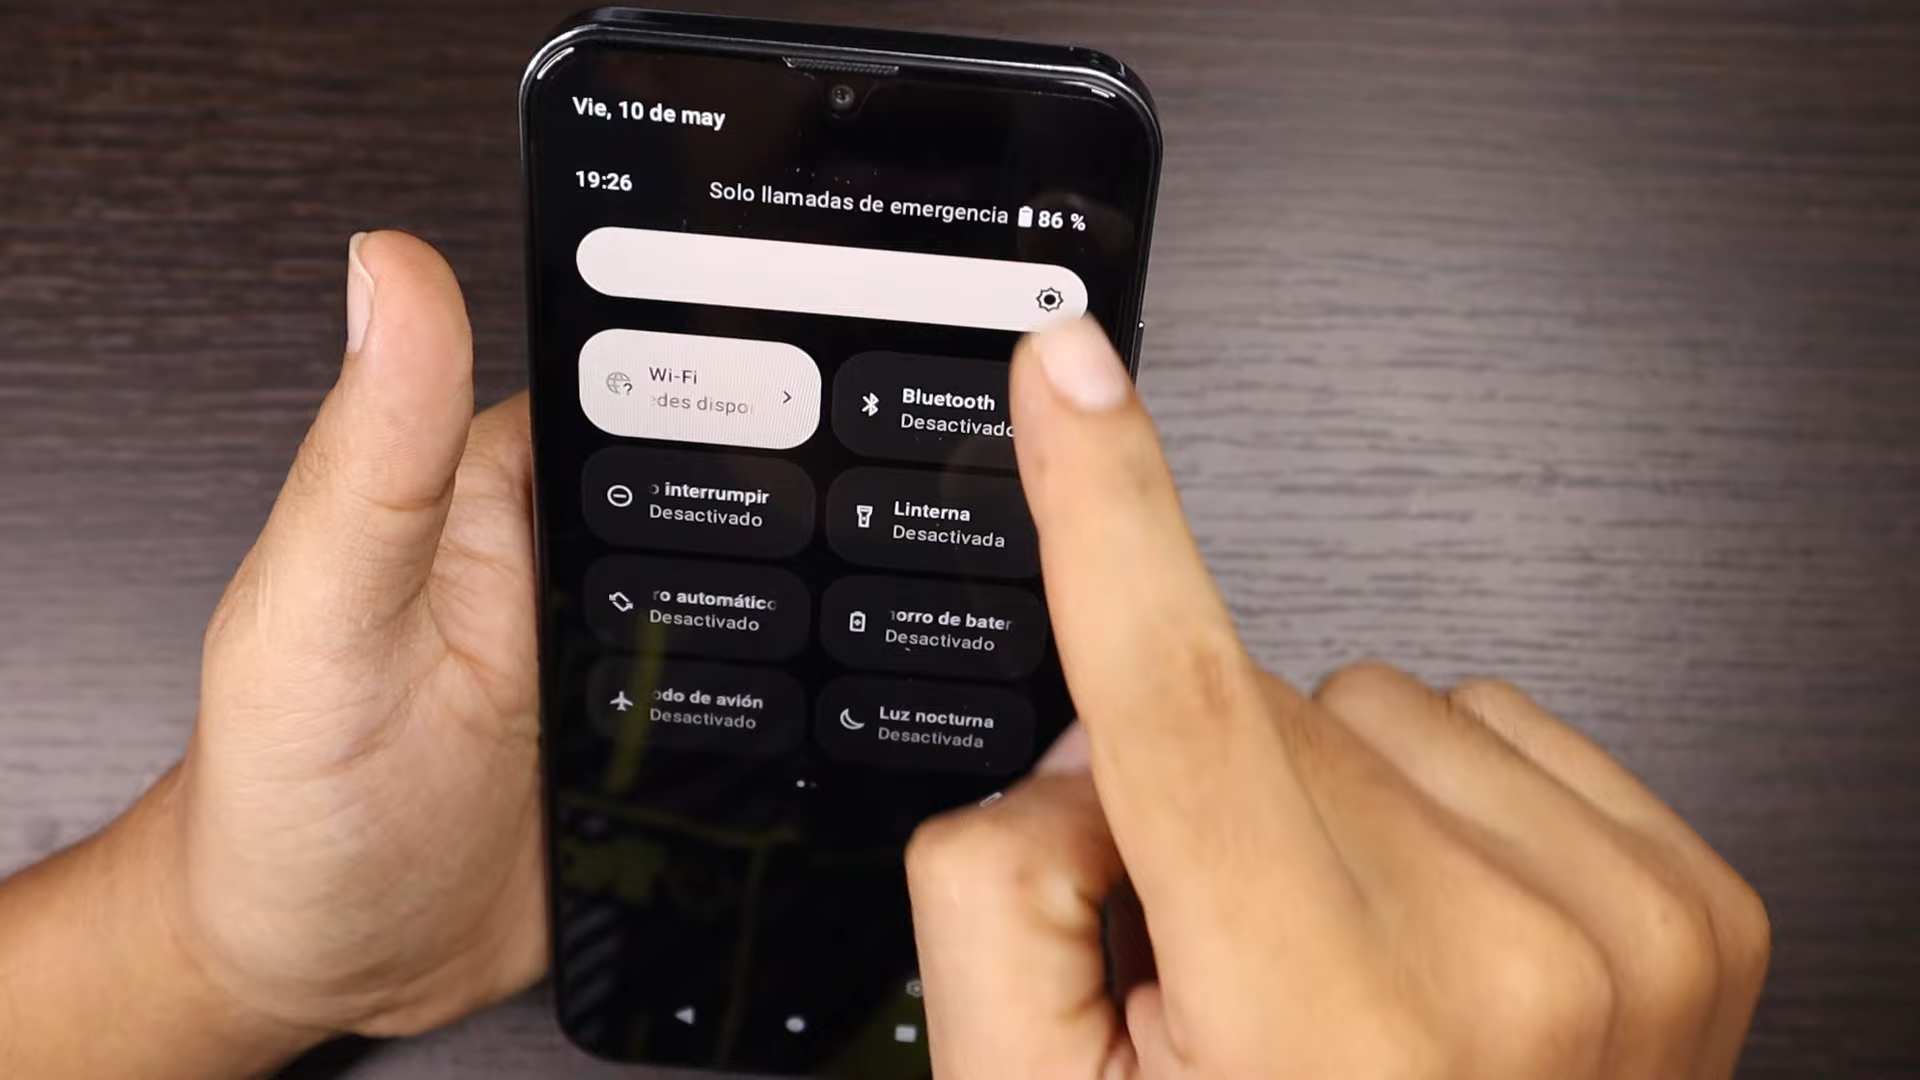 Vie, 10 de may
19:26
Solo llamadas de emergencia 86 %
Wi-Fi
edes dispo
Bluetooth
Desactivado
o interrumpir
Desactivado
Linterna
Desactivada
ro automático
Desactivado
orro de bater
Desactivado
odo de avión
Desactivado
Luz nocturna
Desactivada